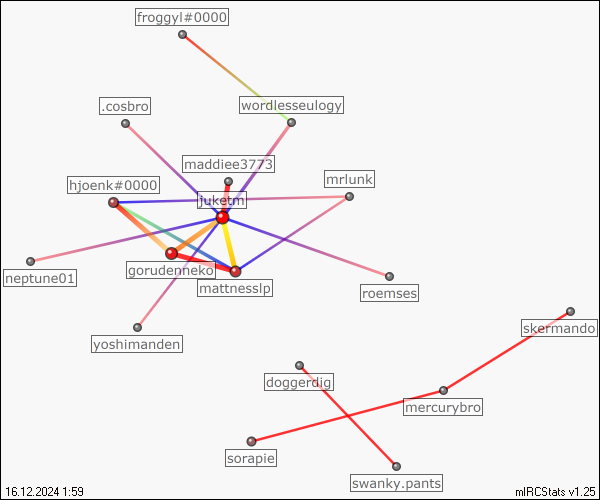 froggyl#0000
.cosbro
wordlesseulogy
maddiee3773
hjoenk#0000
mrlunk
juketm
gorudenneko
neptune01
mattnesslp
roemses
skermando
yoshimanden
doggerdig
mercurybro
sorapie
swanky.pants
16.12.2024 1:59
mIRCStats v1.25